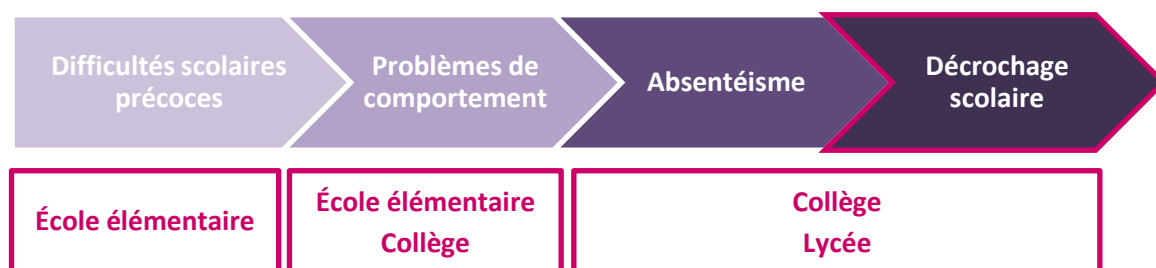 Difficultés scolaires
précoces
Problèmes de
comportement
Absentéisme
Décrochage
scolaire
École élémentaire
École élémentaire
Collège
Collège
Lycée